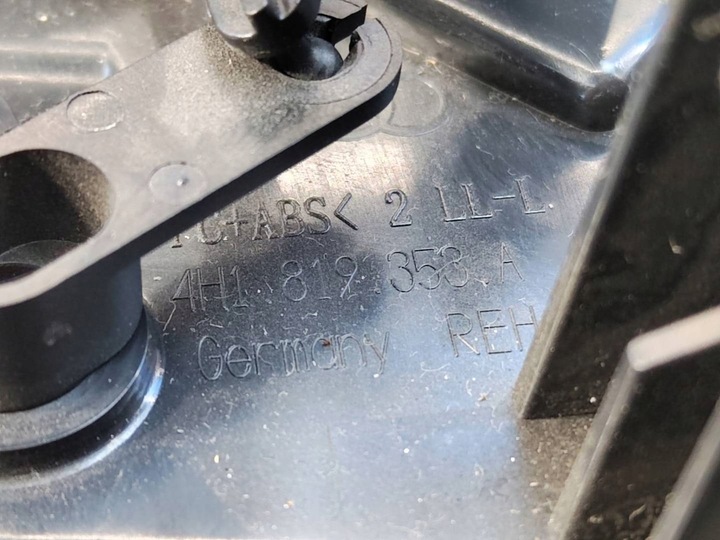 PC+ABS< 2 LL-L
4H1.819.353.A
Germany REH